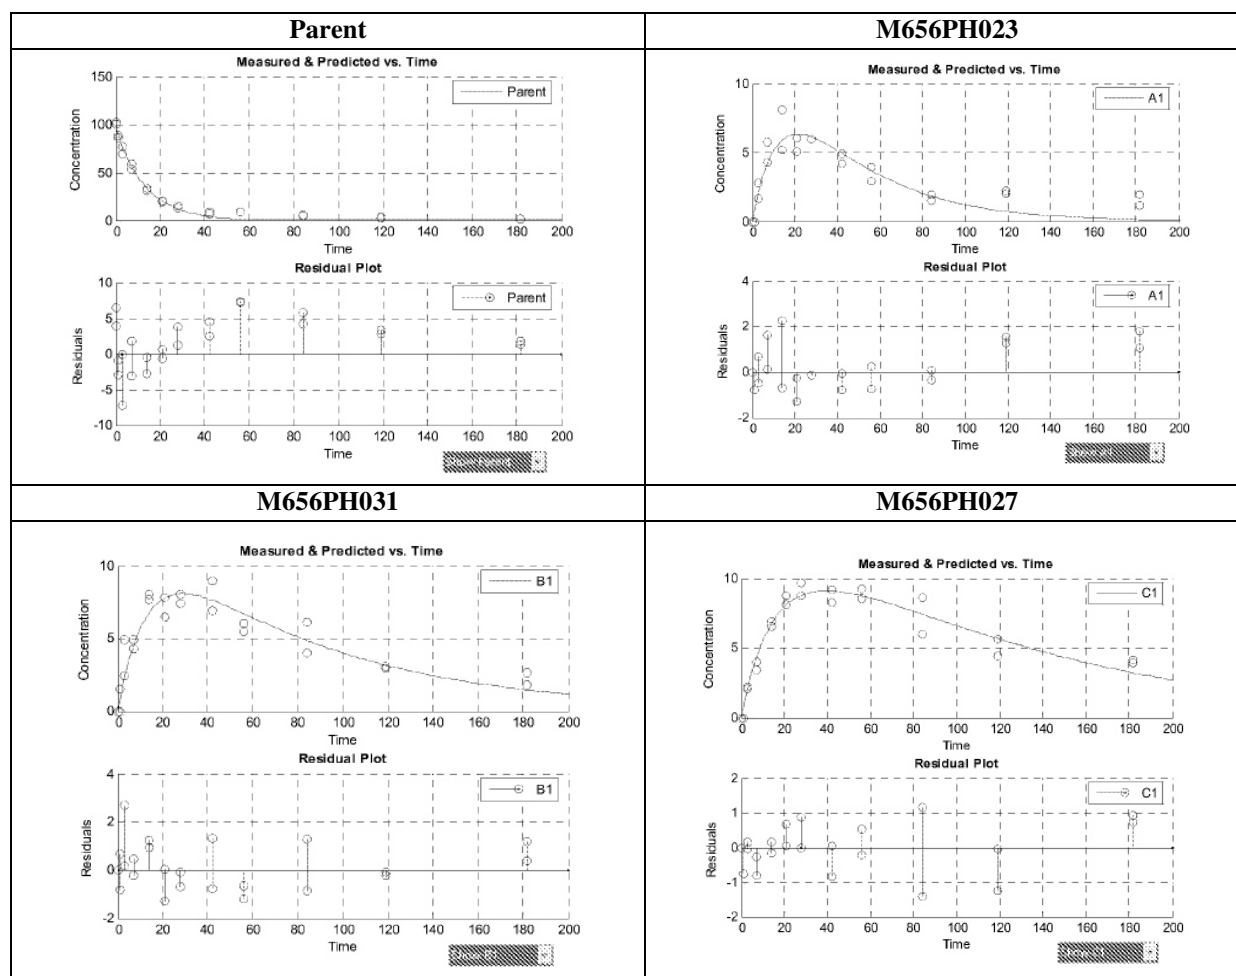 Parent
Measured & Predicted vs. Time
Concentration
150
100
50
0
Parent
0 20 40 60 80 100 120 140 160 180 200
Time
Residual Plot
Residuals
10
5
0
-5
-10
Parent
0 20 40 60 80 100 120 140 160 180 200
Time
M656PH023
Measured & Predicted vs. Time
Concentration
10
5
0
A1
0 20 40 60 80 100 120 140 160 180 200
Time
Residual Plot
Residuals
4
2
0
-2
A1
0 20 40 60 80 100 120 140 160 180 200
Time
M656PH031
Measured & Predicted vs. Time
Concentration
10
5
0
B1
0 20 40 60 80 100 120 140 160 180 200
Time
Residual Plot
Residuals
4
2
0
-2
B1
0 20 40 60 80 100 120 140 160 180 200
Time
M656PH027
Measured & Predicted vs. Time
Concentration
10
5
0
C1
0 20 40 60 80 100 120 140 160 180 200
Time
Residual Plot
Residuals
2
1
0
-1
-2
C1
0 20 40 60 80 100 120 140 160 180 200
Time